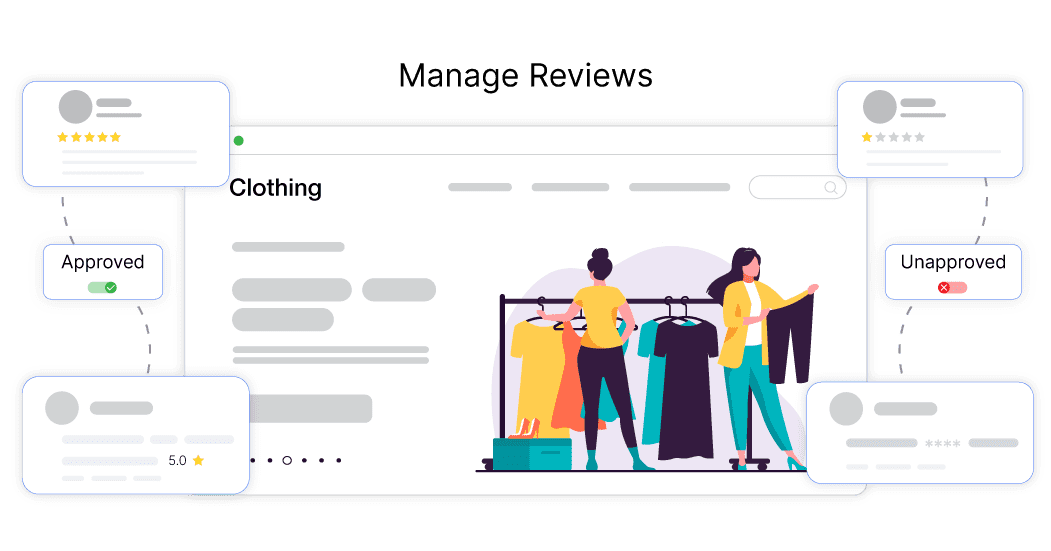 Manage Reviews
Clothing
Approved
Unapproved
5.0
****